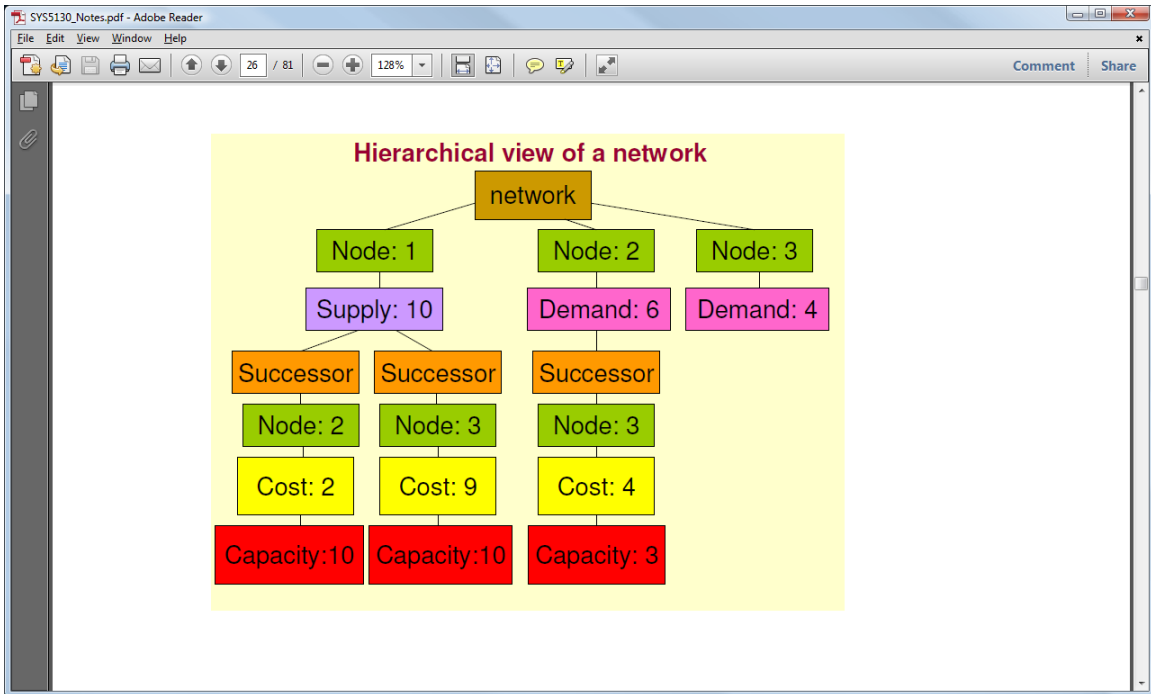 SYS5130_Notes.pdf - Adobe Reader
File Edit View Window Help
26 / 81 128% Comment Share
Hierarchical view of a network
network
Node: 1 Node: 2 Node: 3
Supply: 10 Demand: 6 Demand: 4
Successor Successor Successor
Node: 2 Node: 3 Node: 3
Cost: 2 Cost: 9 Cost: 4
Capacity:10 Capacity:10 Capacity: 3